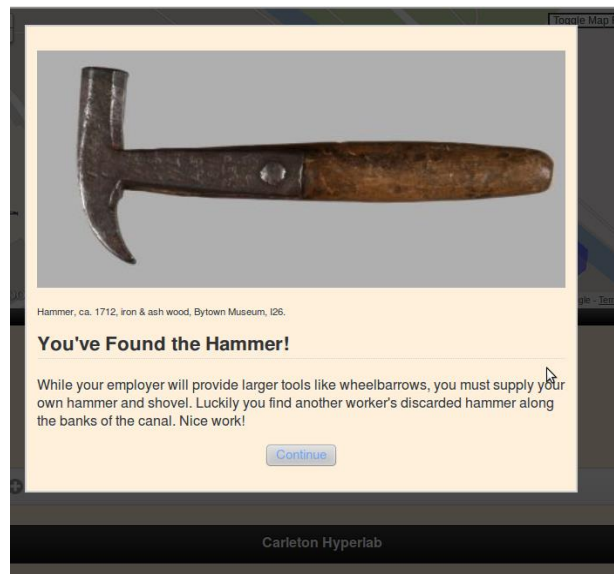 Toggle Map
Hammer, ca. 1712, iron & ash wood, Bytown Museum, I26.
You've Found the Hammer!
While your employer will provide larger tools like wheelbarrows, you must supply your
own hammer and shovel. Luckily you find another worker's discarded hammer along
the banks of the canal. Nice work!
Continue
Carleton Hyperlab